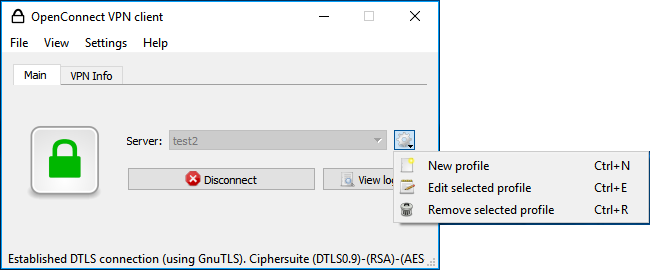 OpenConnect VPN client
File View Settings Help
Main VPN Info
Server: test2
Disconnect View lo
New profile Ctrl+N
Edit selected profile Ctrl+E
Remove selected profile Ctrl+R
Established DTLS connection (using GnuTLS). Ciphersuite (DTLS0.9)-(RSA)-(AES